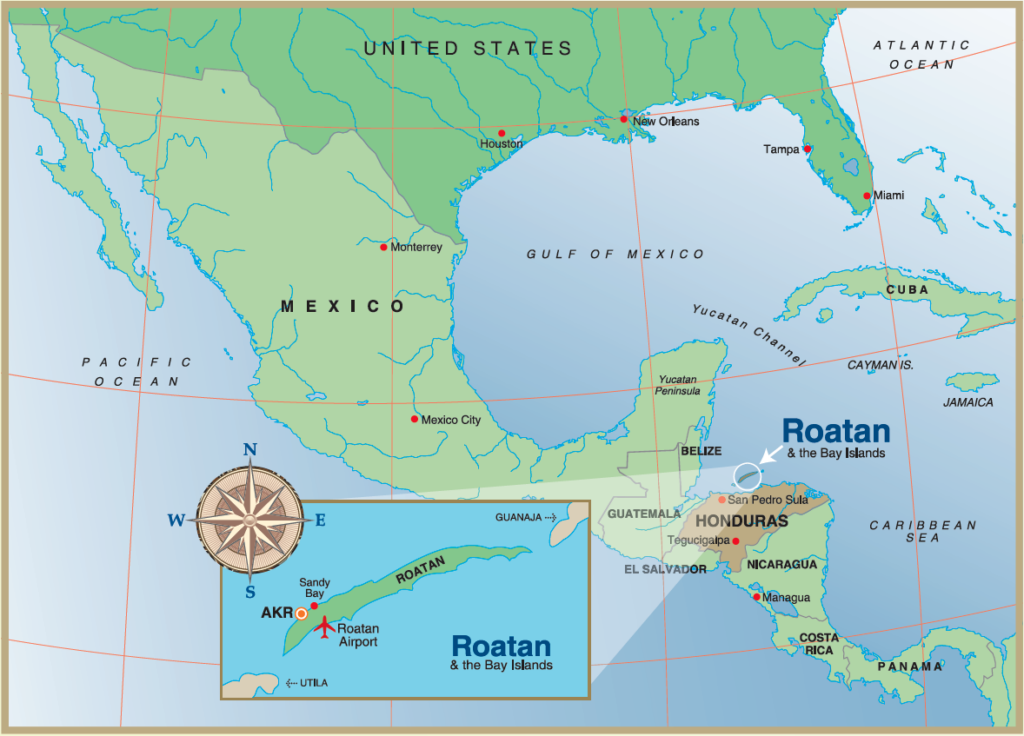 UNITED STATES
ATLANTIC
OCEAN
New Orleans
Houston
Tampa
Miami
Monterrey
GULF OF MEXICO
MEXICO
CUBA
Yucatan Channel
PACIFIC
OCEAN
CAYMAN IS.
Yucatan
Peninsula
JAMAICA
Mexico City
Roatan
& the Bay Islands
BELIZE
N
W
E
S
San Pedro Sula
GUATEMALA
HONDURAS
Tegucigalpa
CARIBBEAN
SEA
EL SALVADOR
NICARAGUA
Managua
COSTA
RICA
PANAMA
GUANAJA
ROATAN
Sandy
Bay
AKR
Roatan
Airport
Roatan
& the Bay Islands
UTILA